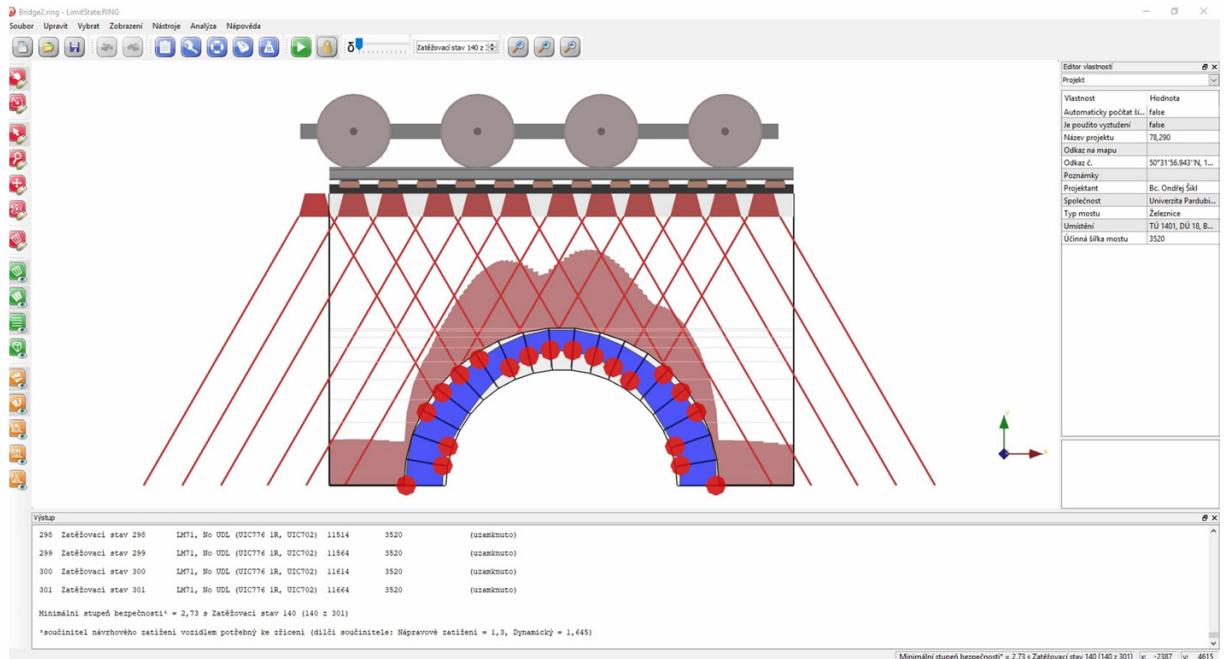 Bridge2.ring - LimitState:RING
Soubor Upravit Vybrat Zobrazení Nástroje Analýza Nápověda
δ Zatěžovací stav 140 z
Editor vlastností
Projekt
Vlastnost Hodnota
Automaticky počítat ší... false
Je použito vyztužení false
Název projektu 78,290
Odkaz na mapu
Odkaz č. 50°31'56.943''N, 1...
Poznámky
Projektant Bc. Ondřej Šikl
Společnost Univerzita Pardubi...
Typ mostu Železnice
Umístění TÚ 1401, DÚ 18, B...
Účinná šířka mostu 3520
Y
X
Výstup
298 Zatěžovací stav 298 LM71, No UDL (UIC776 1R, UIC702) 11514 3520 (uzamknuto)
299 Zatěžovací stav 299 LM71, No UDL (UIC776 1R, UIC702) 11564 3520 (uzamknuto)
300 Zatěžovací stav 300 LM71, No UDL (UIC776 1R, UIC702) 11614 3520 (uzamknuto)
301 Zatěžovací stav 301 LM71, No UDL (UIC776 1R, UIC702) 11664 3520 (uzamknuto)
Minimální stupeň bezpečnosti* = 2,73 s Zatěžovací stav 140 (140 z 301)
*součinitel návrhového zatížení vozidlem potřebný ke zřícení (dílčí součinitele: Nápravové zatížení = 1,3, Dynamický = 1,645)
Minimální stupeň bezpečnosti* = 2,73 s Zatěžovací stav 140 (140 z 301) x: -2387 y: 4615